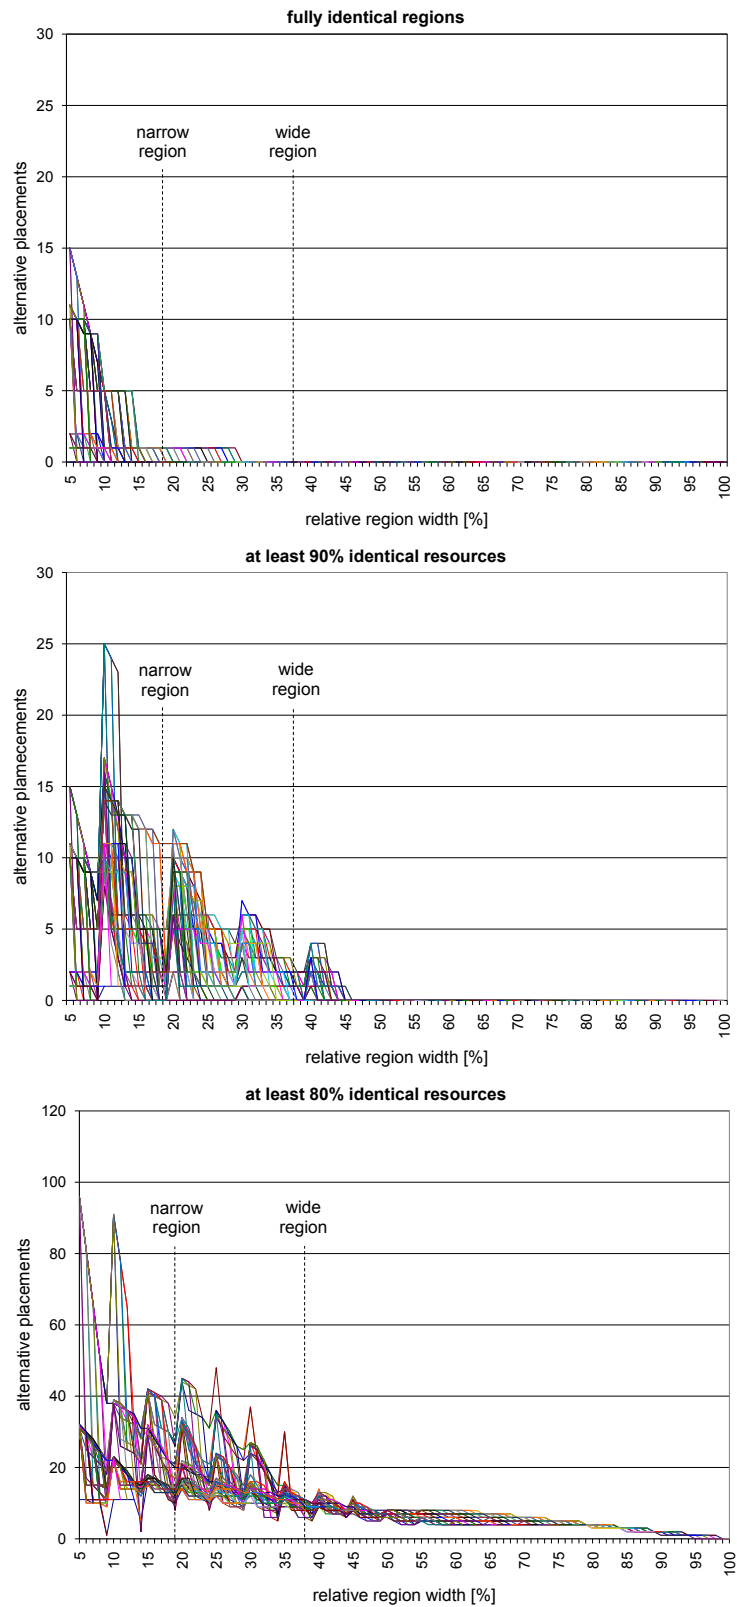 fully identical regions
30
25
20
15
10
5
0
narrow
region
wide
region
alternative placements
5 10 15 20 25 30 35 40 45 50 55 60 65 70 75 80 85 90 95 100
relative region width [%]
at least 90% identical resources
30
25
20
15
10
5
0
narrow
region
wide
region
alternative plamecements
5 10 15 20 25 30 35 40 45 50 55 60 65 70 75 80 85 90 95 100
relative region width [%]
at least 80% identical resources
120
100
80
60
40
20
0
narrow
region
wide
region
alternative placements
5 10 15 20 25 30 35 40 45 50 55 60 65 70 75 80 85 90 95 100
relative region width [%]